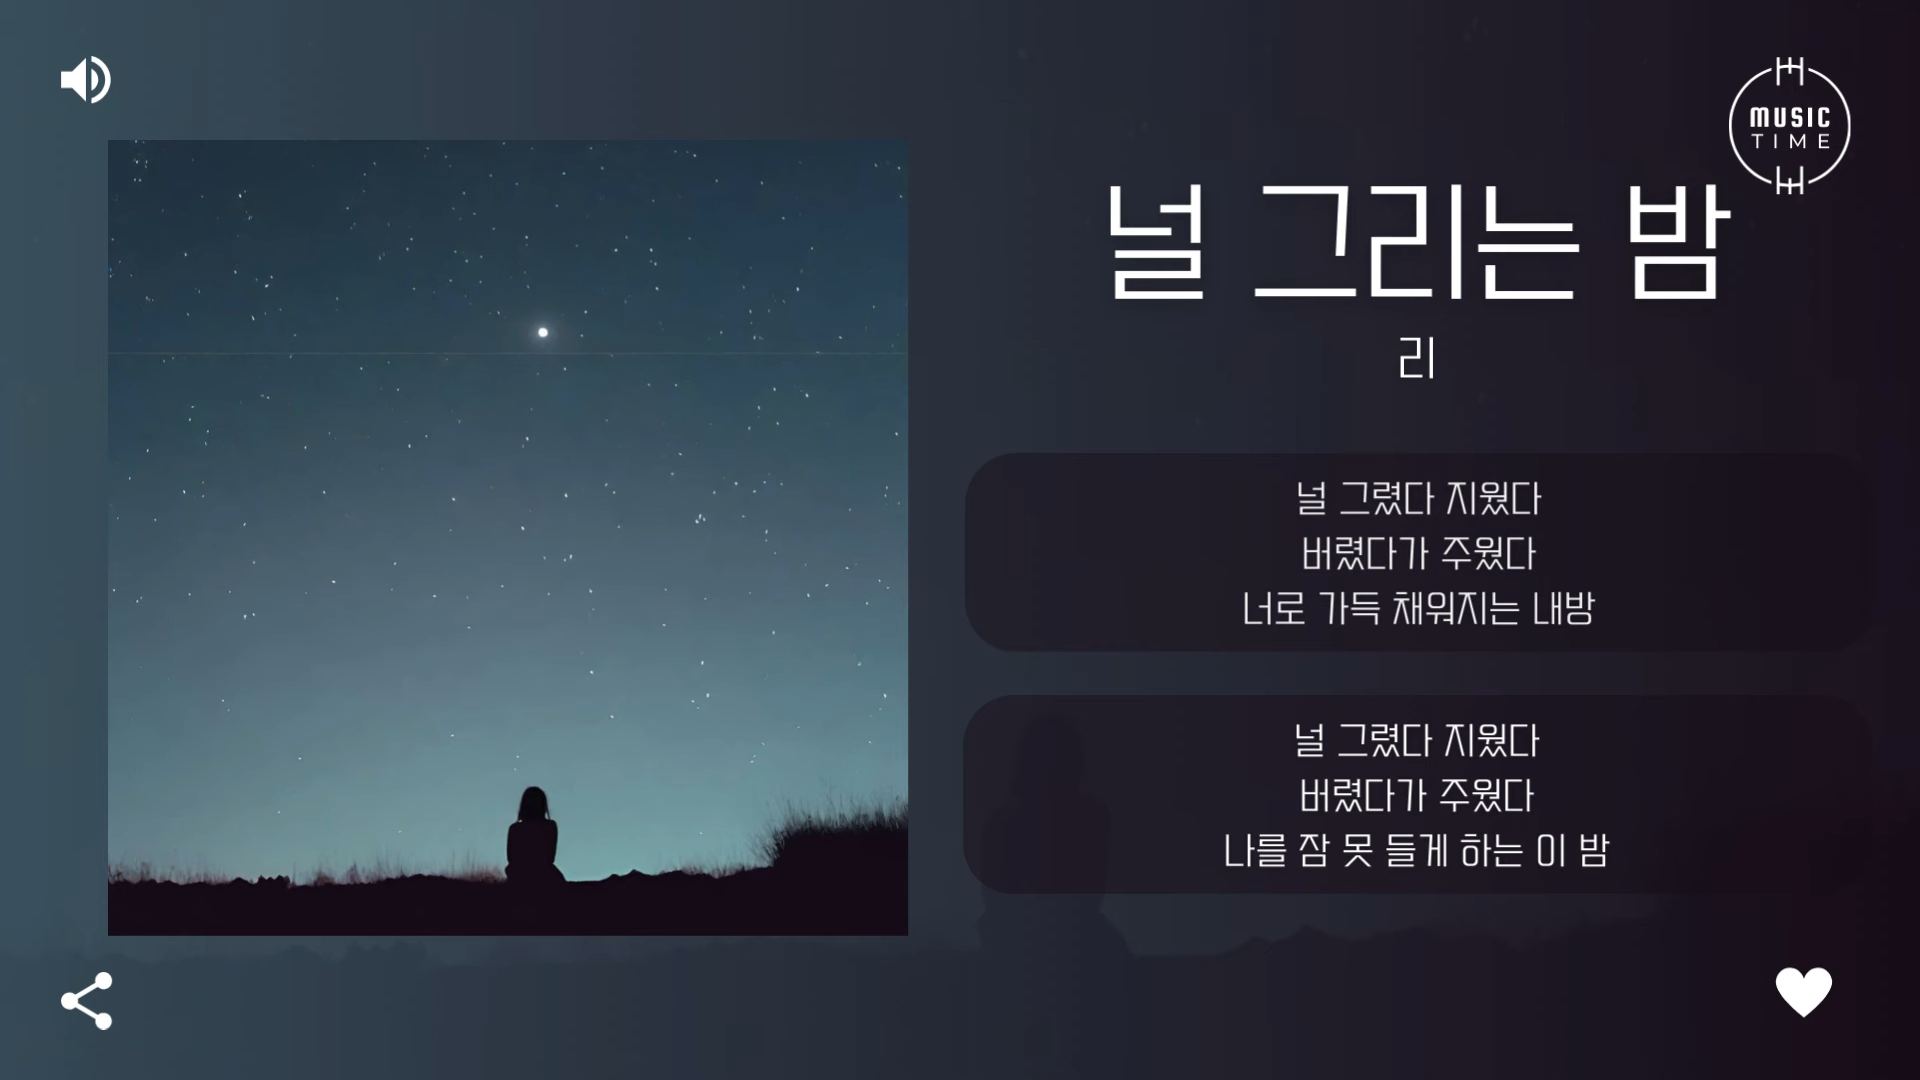 MUSIC
TIME
널 그리는 밤
리
널 그렸다 지웠다
버렸다가 주웠다
너로 가득 채워지는 내방
널 그렸다 지웠다
버렸다가 주웠다
나를 잠 못 들게 하는 이 밤